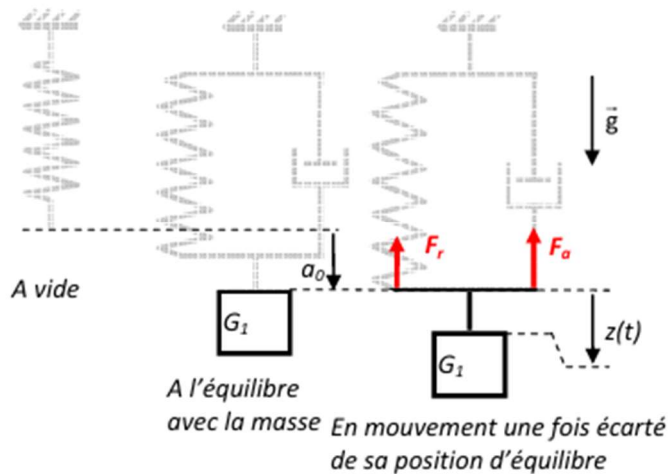 g
F_r
F_a
a_0
A vide
z(t)
G_1
G_1
A l'équilibre
avec la masse
En mouvement une fois écarté
de sa position d'équilibre